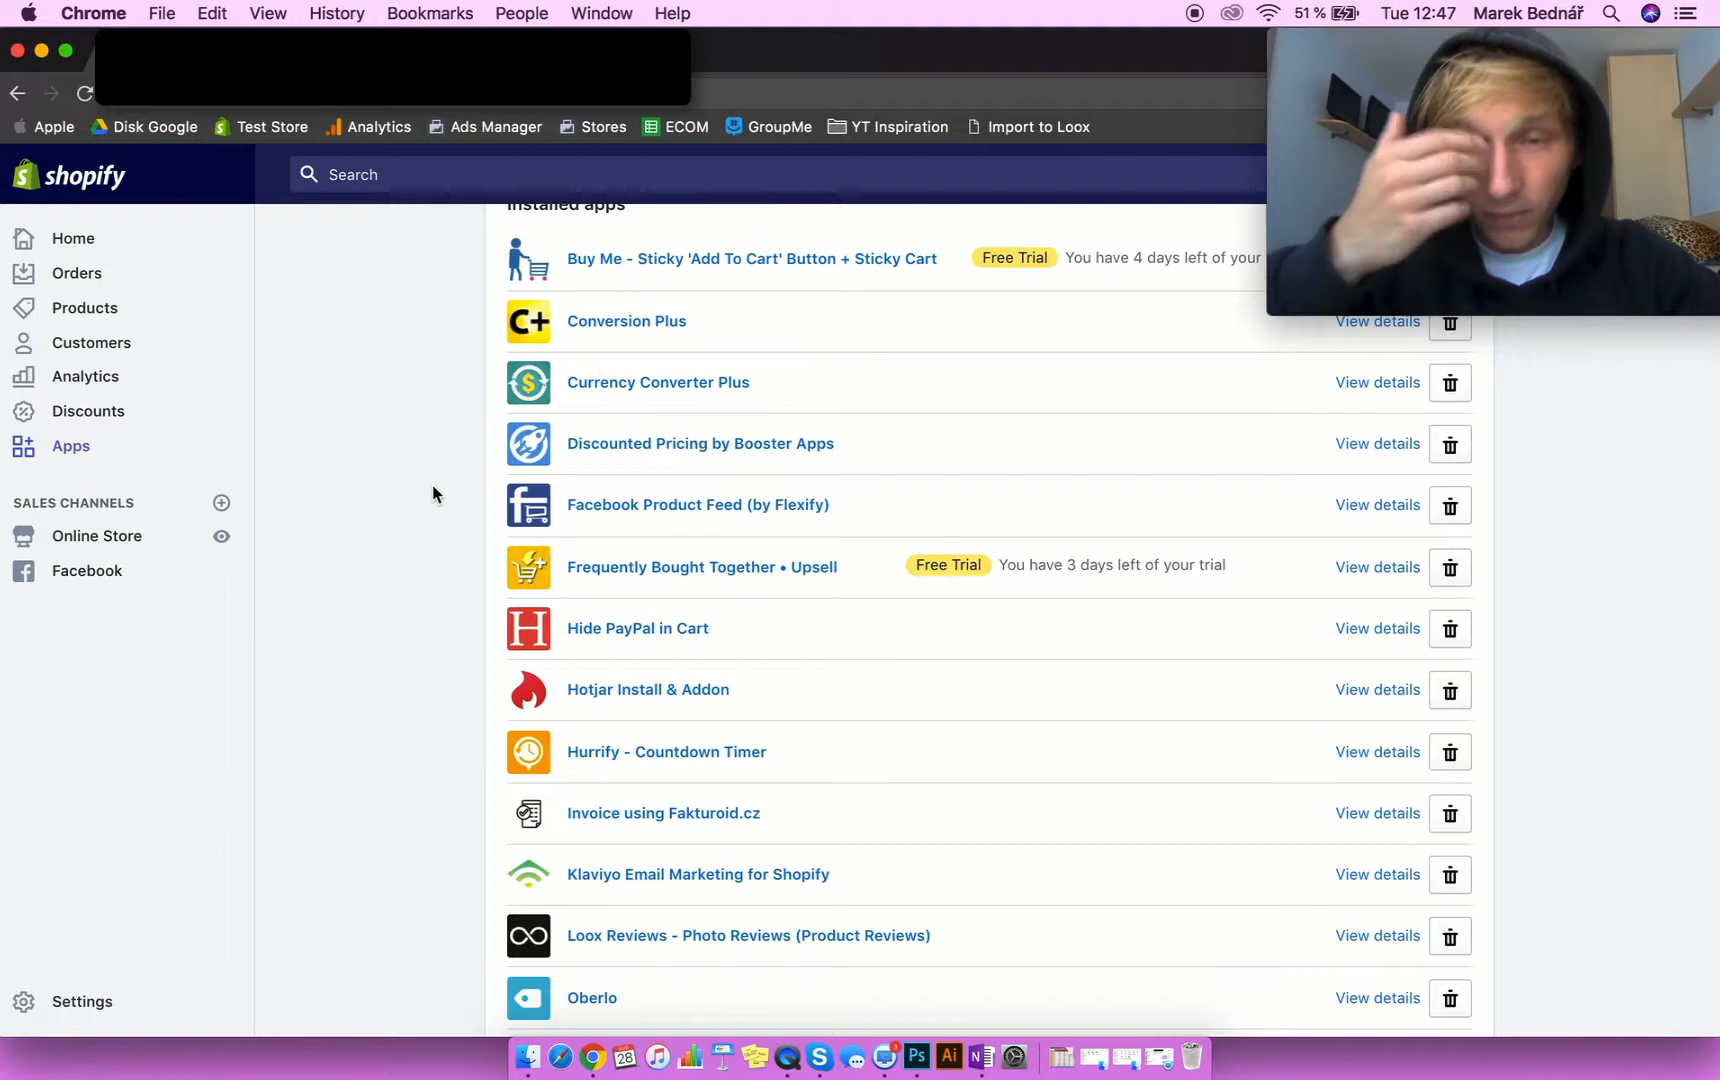 Chrome File Edit View History Bookmarks People Window Help 51 % Tue 12:47 Marek Bednář
Apple Disk Google Test Store Analytics Ads Manager Stores ECOM GroupMe YT Inspiration Import to Loox
shopify Search
Installed apps
Home
Orders
Products
Customers
Analytics
Discounts
Apps
SALES CHANNELS
Online Store
Facebook
Settings
Buy Me - Sticky 'Add To Cart' Button + Sticky Cart Free Trial You have 4 days left of your
C+ Conversion Plus View details
$ Currency Converter Plus View details
Discounted Pricing by Booster Apps View details
Facebook Product Feed (by Flexify) View details
Frequently Bought Together • Upsell Free Trial You have 3 days left of your trial View details
H Hide PayPal in Cart View details
Hotjar Install & Addon View details
Hurrify - Countdown Timer View details
Invoice using Fakturoid.cz View details
Klaviyo Email Marketing for Shopify View details
Loox Reviews - Photo Reviews (Product Reviews) View details
Oberlo View details
28 3 Ps Ai N